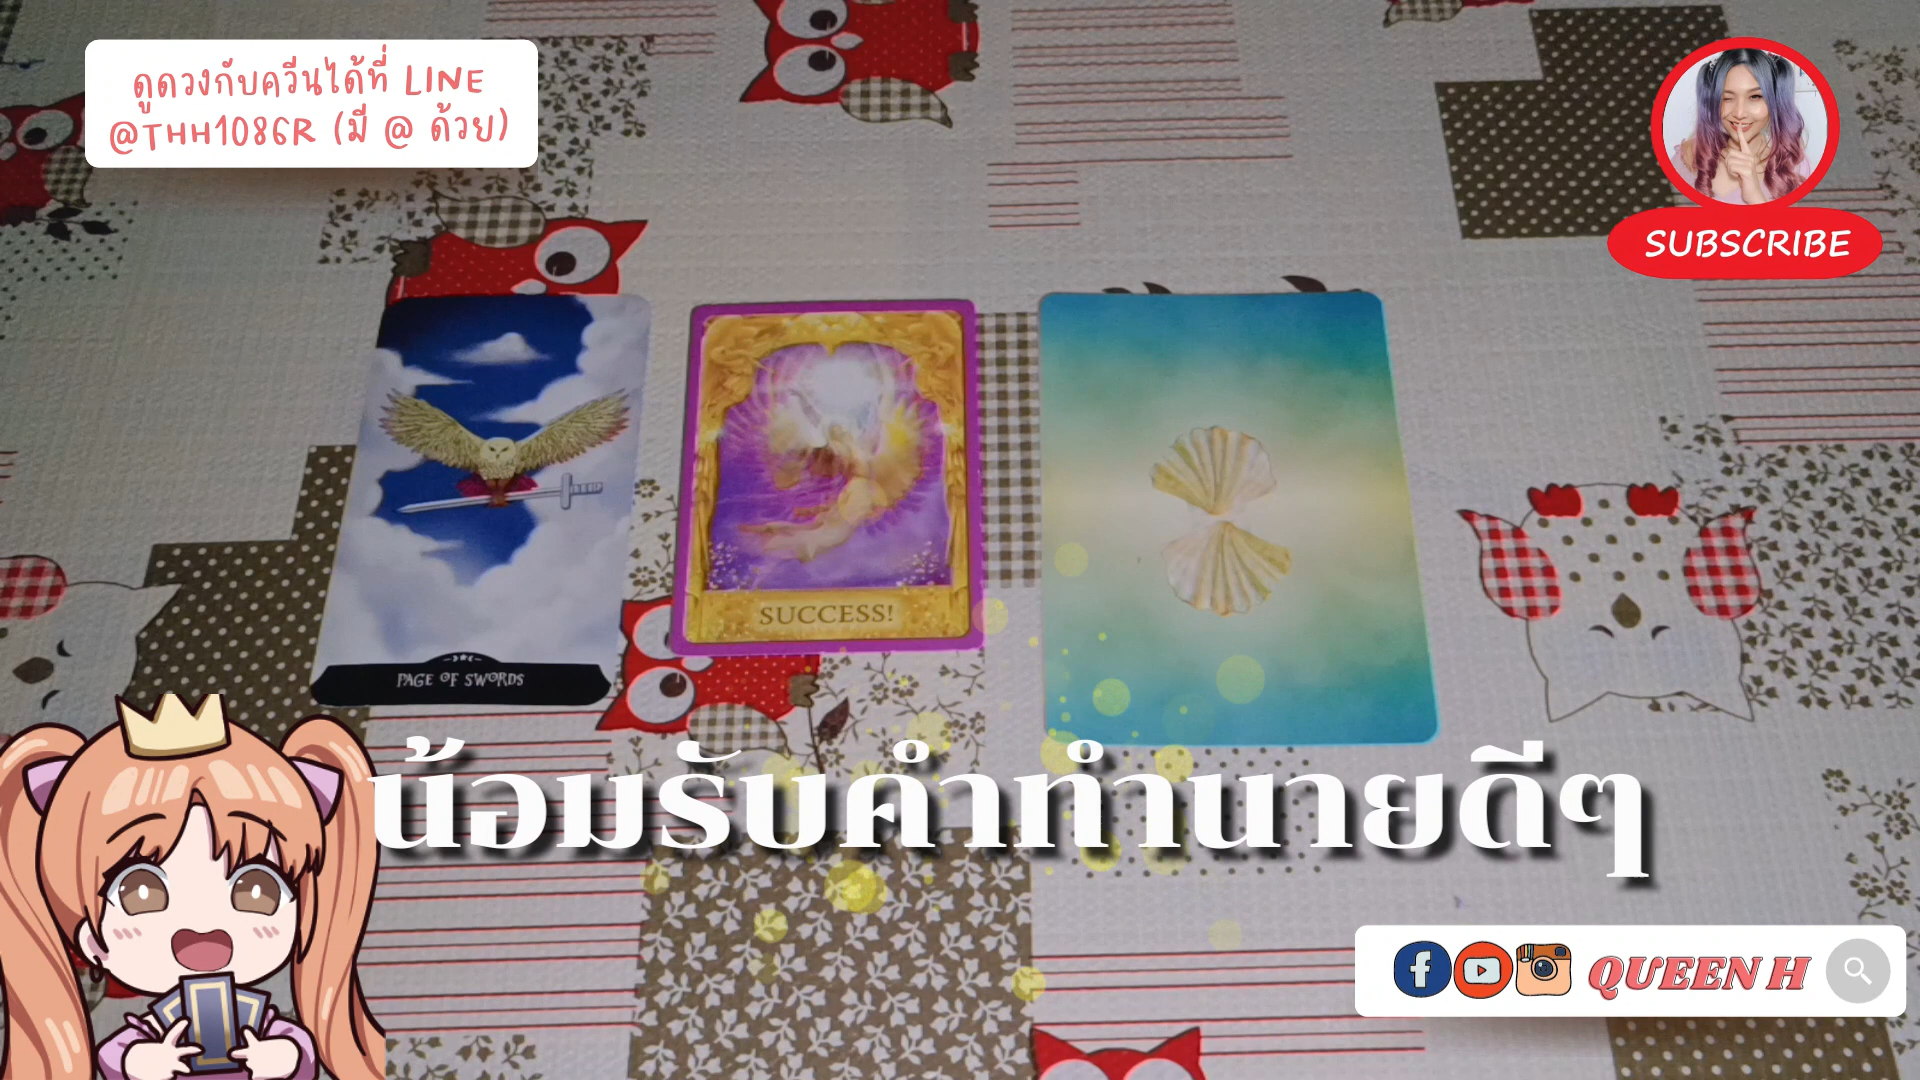 ดูดวงกับควีนได้ที่ LINE
@THH1086R (มี @ ด้วย)
SUBSCRIBE
SUCCESS!
PAGE OF SWORDS
น้อมรับคำทำนายดีๆ
QUEEN H